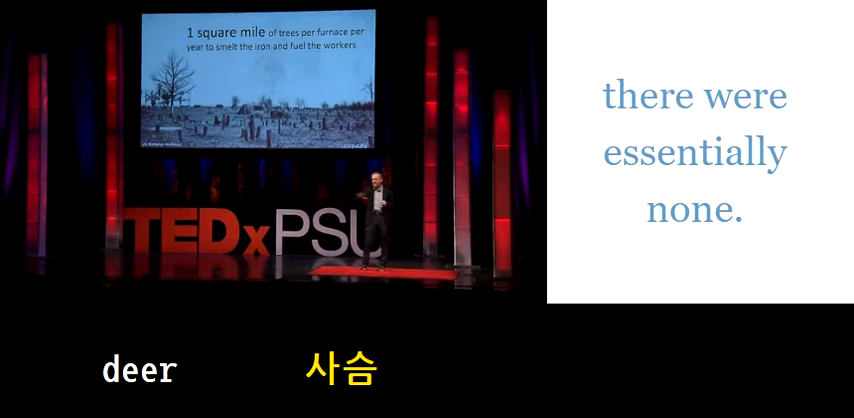 1 square mile of trees per furnace per
year to smelt the iron and fuel the workers
TEDxPSU
there were
essentially
none.
deer 사슴